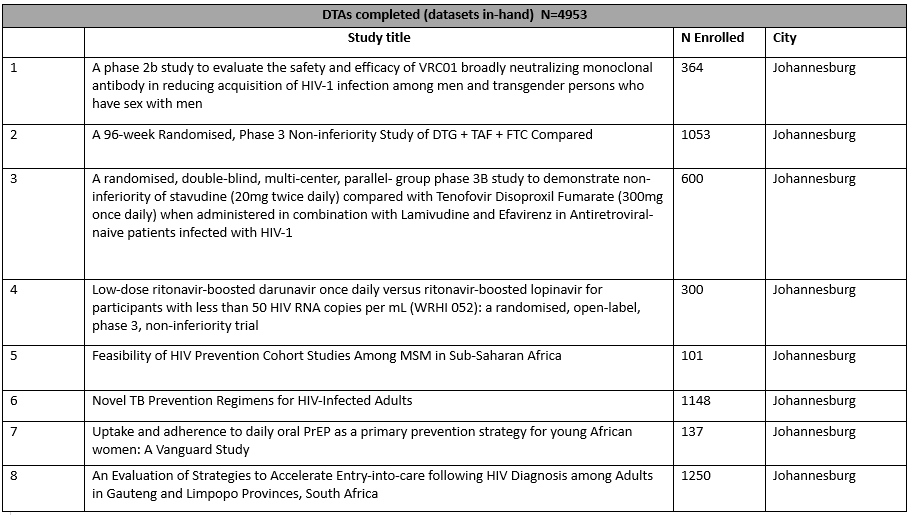 DTAs completed (datasets in-hand)  N=4953
Study title
N Enrolled
City
1
A phase 2b study to evaluate the safety and efficacy of VRC01 broadly neutralizing monoclonal
antibody in reducing acquisition of HIV-1 infection among men and transgender persons who
have sex with men
364
Johannesburg
2
A 96-week Randomised, Phase 3 Non-inferiority Study of DTG + TAF + FTC Compared
1053
Johannesburg
3
A randomised, double-blind, multi-center, parallel- group phase 3B study to demonstrate non-
inferiority of stavudine (20mg twice daily) compared with Tenofovir Disoproxil Fumarate (300mg
once daily) when administered in combination with Lamivudine and Efavirenz in Antiretroviral-
naive patients infected with HIV-1
600
Johannesburg
4
Low-dose ritonavir-boosted darunavir once daily versus ritonavir-boosted lopinavir for
participants with less than 50 HIV RNA copies per mL (WRHI 052): a randomised, open-label,
phase 3, non-inferiority trial
300
Johannesburg
5
Feasibility of HIV Prevention Cohort Studies Among MSM in Sub-Saharan Africa
101
Johannesburg
6
Novel TB Prevention Regimens for HIV-Infected Adults
1148
Johannesburg
7
Uptake and adherence to daily oral PrEP as a primary prevention strategy for young African
women: A Vanguard Study
137
Johannesburg
8
An Evaluation of Strategies to Accelerate Entry-into-care following HIV Diagnosis among Adults
in Gauteng and Limpopo Provinces, South Africa
1250
Johannesburg